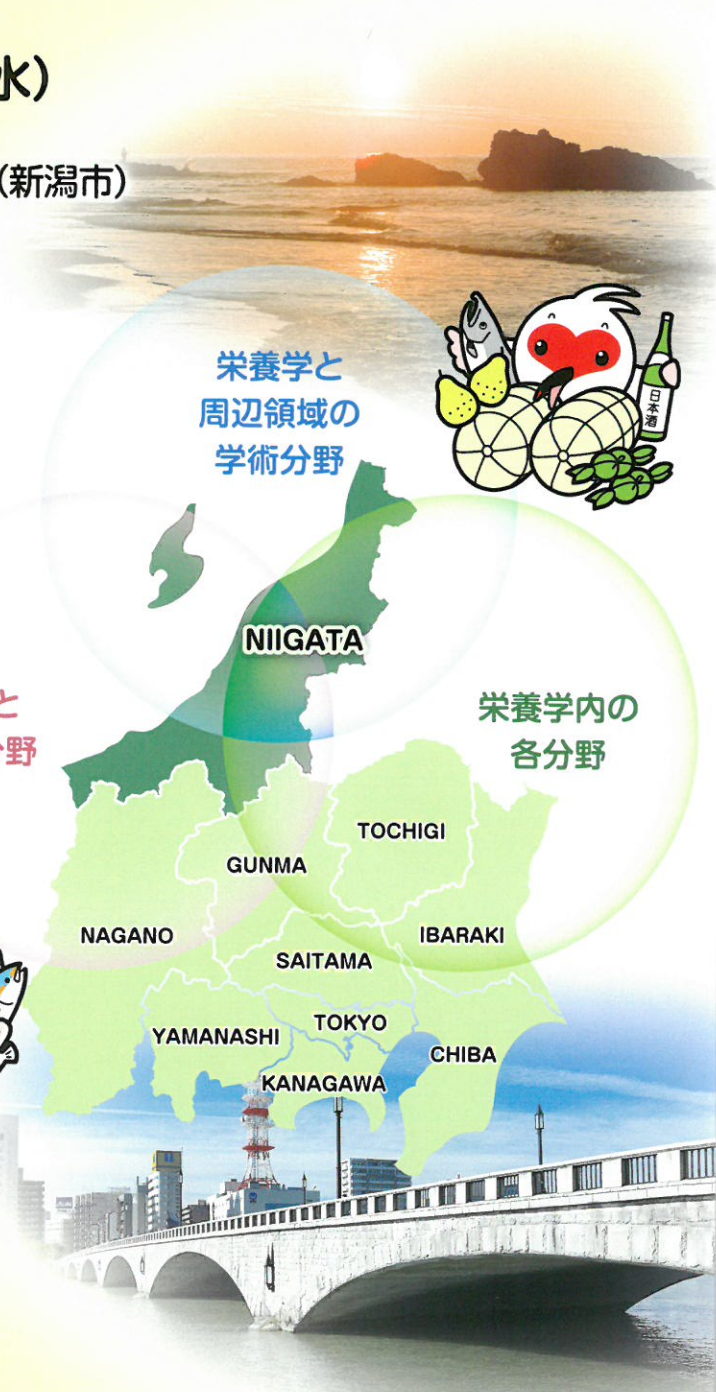 水）
（新潟市）
栄養学と
周辺領域の
学術分野
日本酒
NIIGATA
と
野
栄養学内の
各分野
TOCHIGI
GUNMA
NAGANO
IBARAKI
SAITAMA
YAMANASHI
TOKYO
CHIBA
KANAGAWA